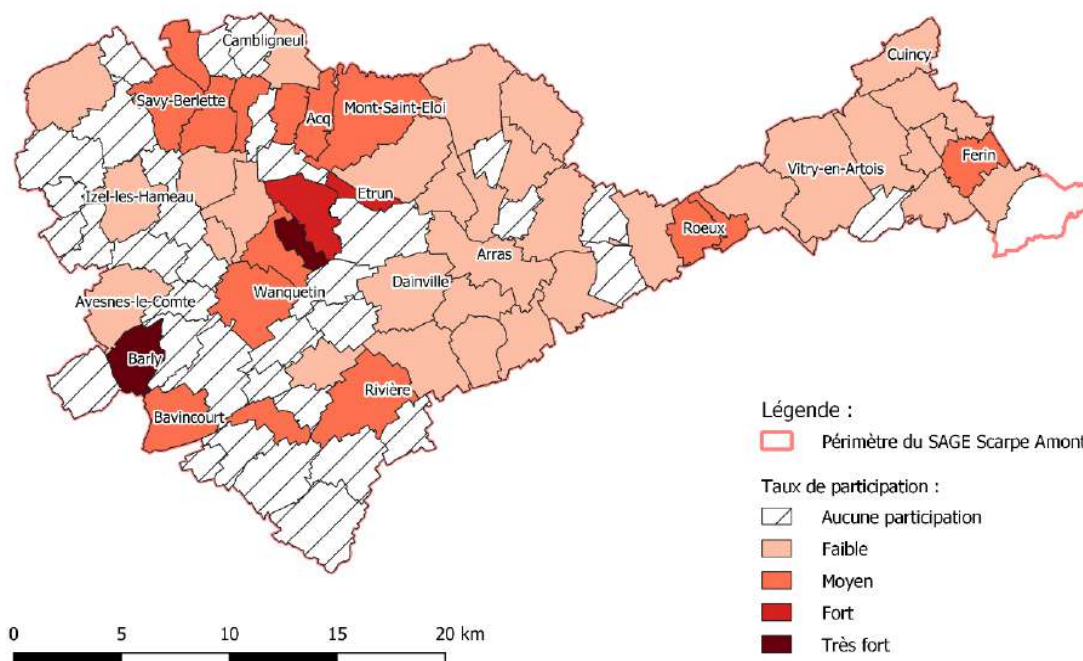 Cambligneul
Cuincy
Savy-Berlette
Acq
Mont-Saint-Eloi
Ferin
Vitry-en-Artois
Izel-les-Hameau
Etrun
Roeux
Arras
Dainville
Wanquetin
Avesnes-le-Comte
Barly
Rivière
Bavincourt
Légende :
Périmètre du SAGE Scarpe Amont
Taux de participation :
Aucune participation
Faible
Moyen
Fort
Très fort
0 5 10 15 20 km